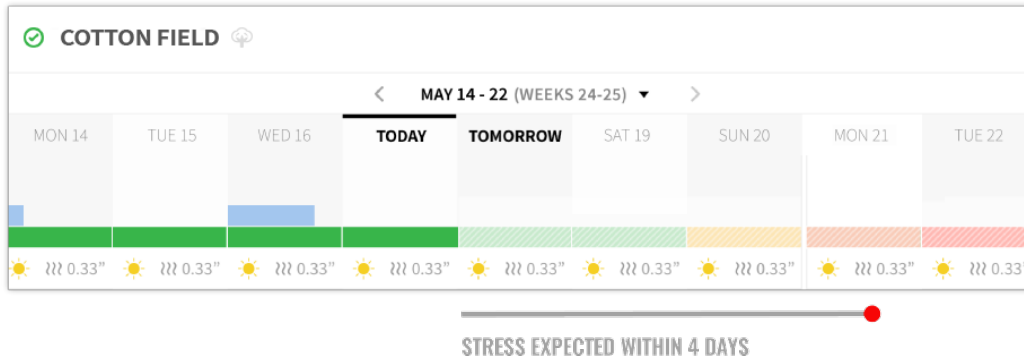 COTTON FIELD
MAY 14 - 22 (WEEKS 24-25)
MON 14 TUE 15 WED 16 TODAY TOMORROW SAT 19 SUN 20 MON 21 TUE 22
0.33” 0.33” 0.33” 0.33” 0.33” 0.33” 0.33” 0.33” 0.33
STRESS EXPECTED WITHIN 4 DAYS